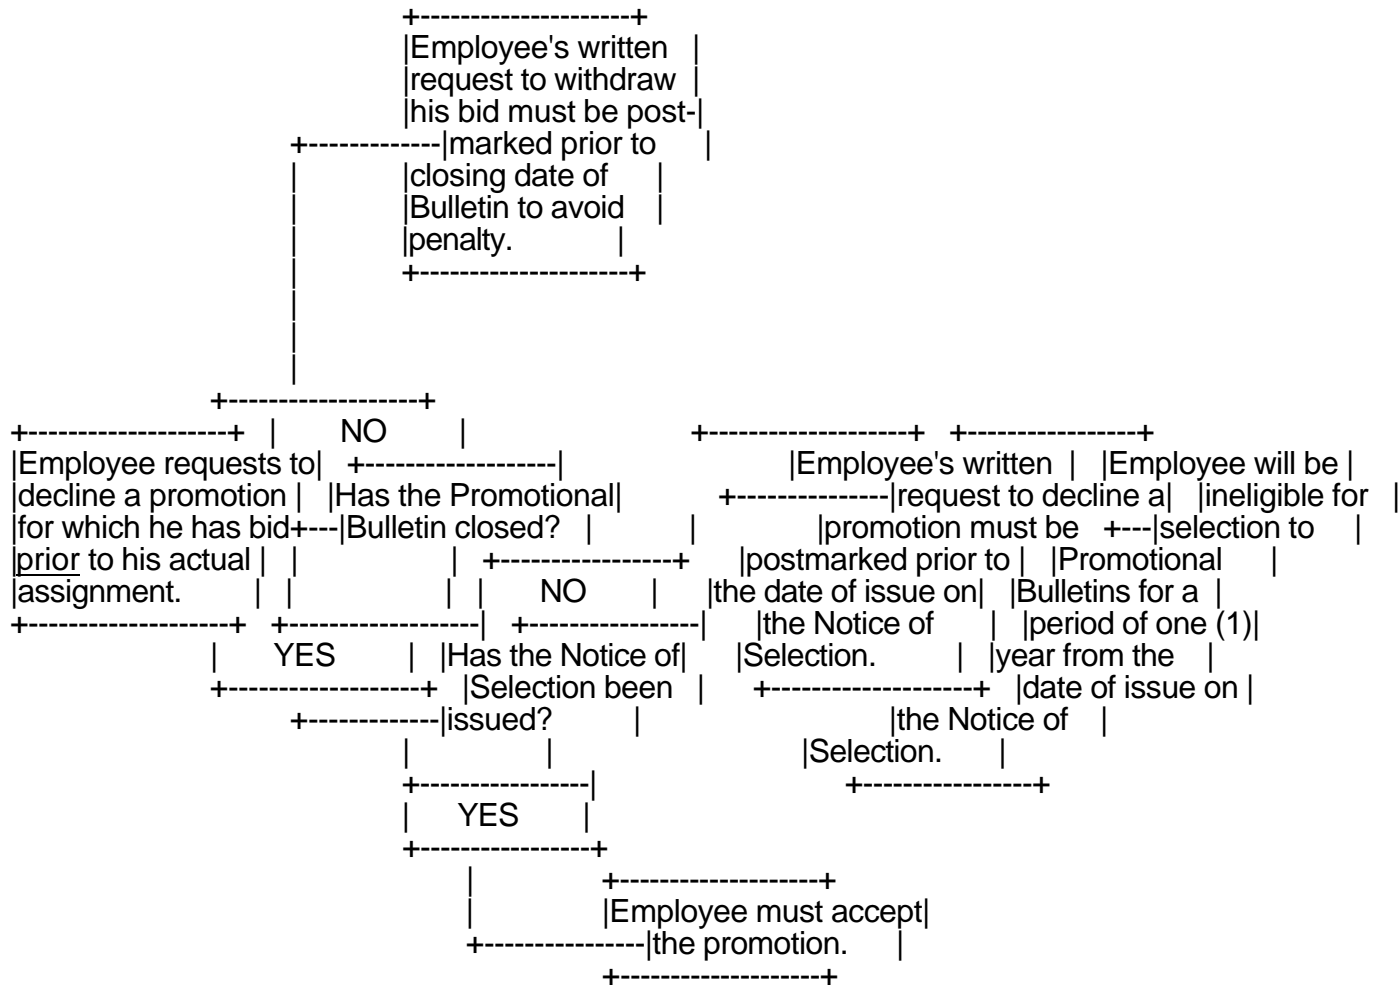 Employee's written
request to withdraw
his bid must be post-
marked prior to
closing date of
Bulletin to avoid
penalty.
NO
Employee requests to
decline a promotion
for which he has bid
prior to his actual
assignment.
Has the Promotional
Bulletin closed?
YES
NO
Has the Notice of
Selection been
issued?
YES
Employee's written
request to decline a
promotion must be
postmarked prior to
the date of issue on
the Notice of
Selection.
Employee will be
ineligible for
selection to
Promotional
Bulletins for a
period of one (1)
year from the
date of issue on
the Notice of
Selection.
Employee must accept
the promotion.